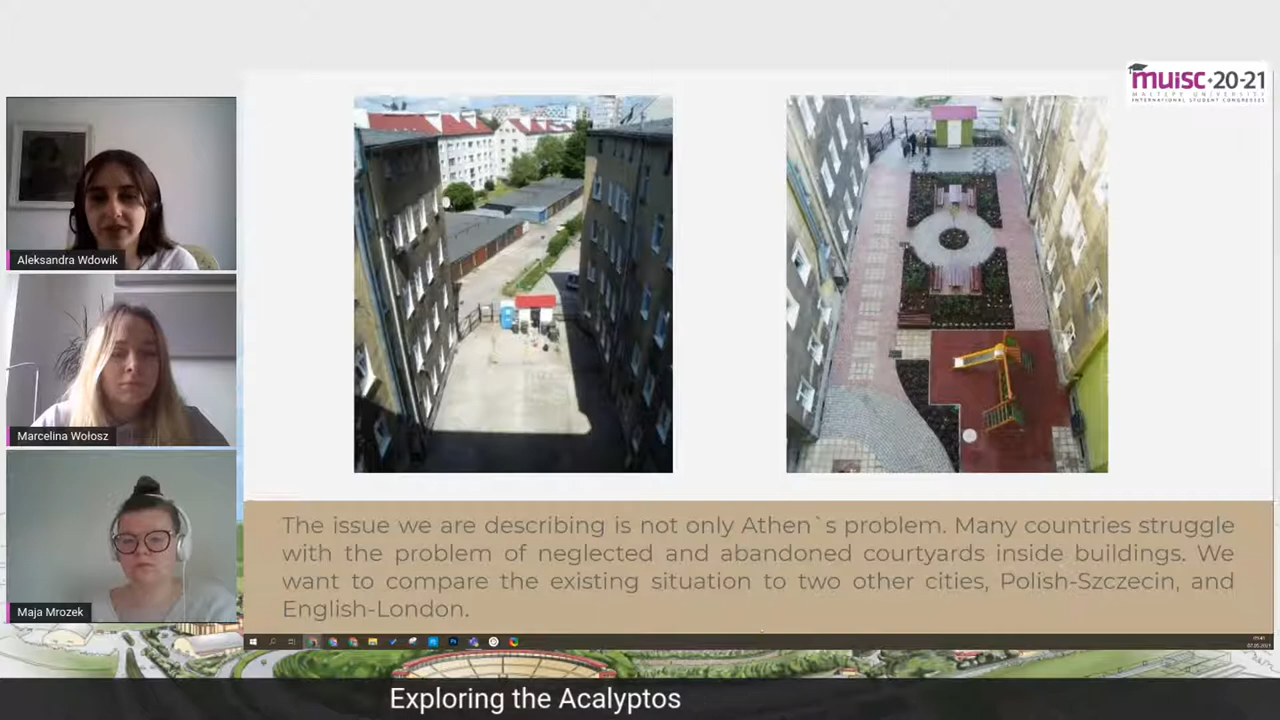 muisc·20-21
MALTEPE UNIVERSITY
INTERNATIONAL STUDENT CONGRESSES
Aleksandra Wdowik
Marcelina Wołosz
Maja Mrozek
The issue we are describing is not only Athen`s problem. Many countries struggle
with the problem of neglected and abandoned courtyards inside buildings. We
want to compare the existing situation to two other cities, Polish-Szczecin, and
English-London.
Exploring the Acalyptos